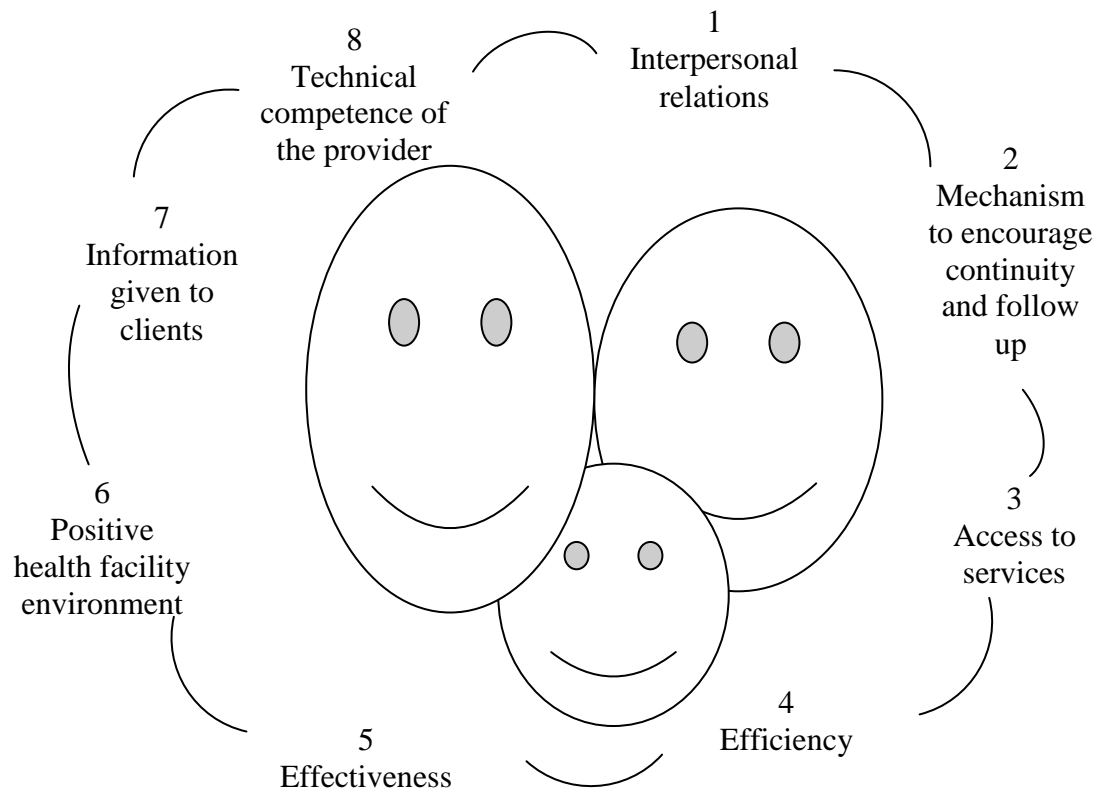 1
Interpersonal
relations
2
Mechanism
to encourage
continuity
and follow
up
3
Access to
services
4
Efficiency
5
Effectiveness
6
Positive
health facility
environment
7
Information
given to
clients
8
Technical
competence of
the provider